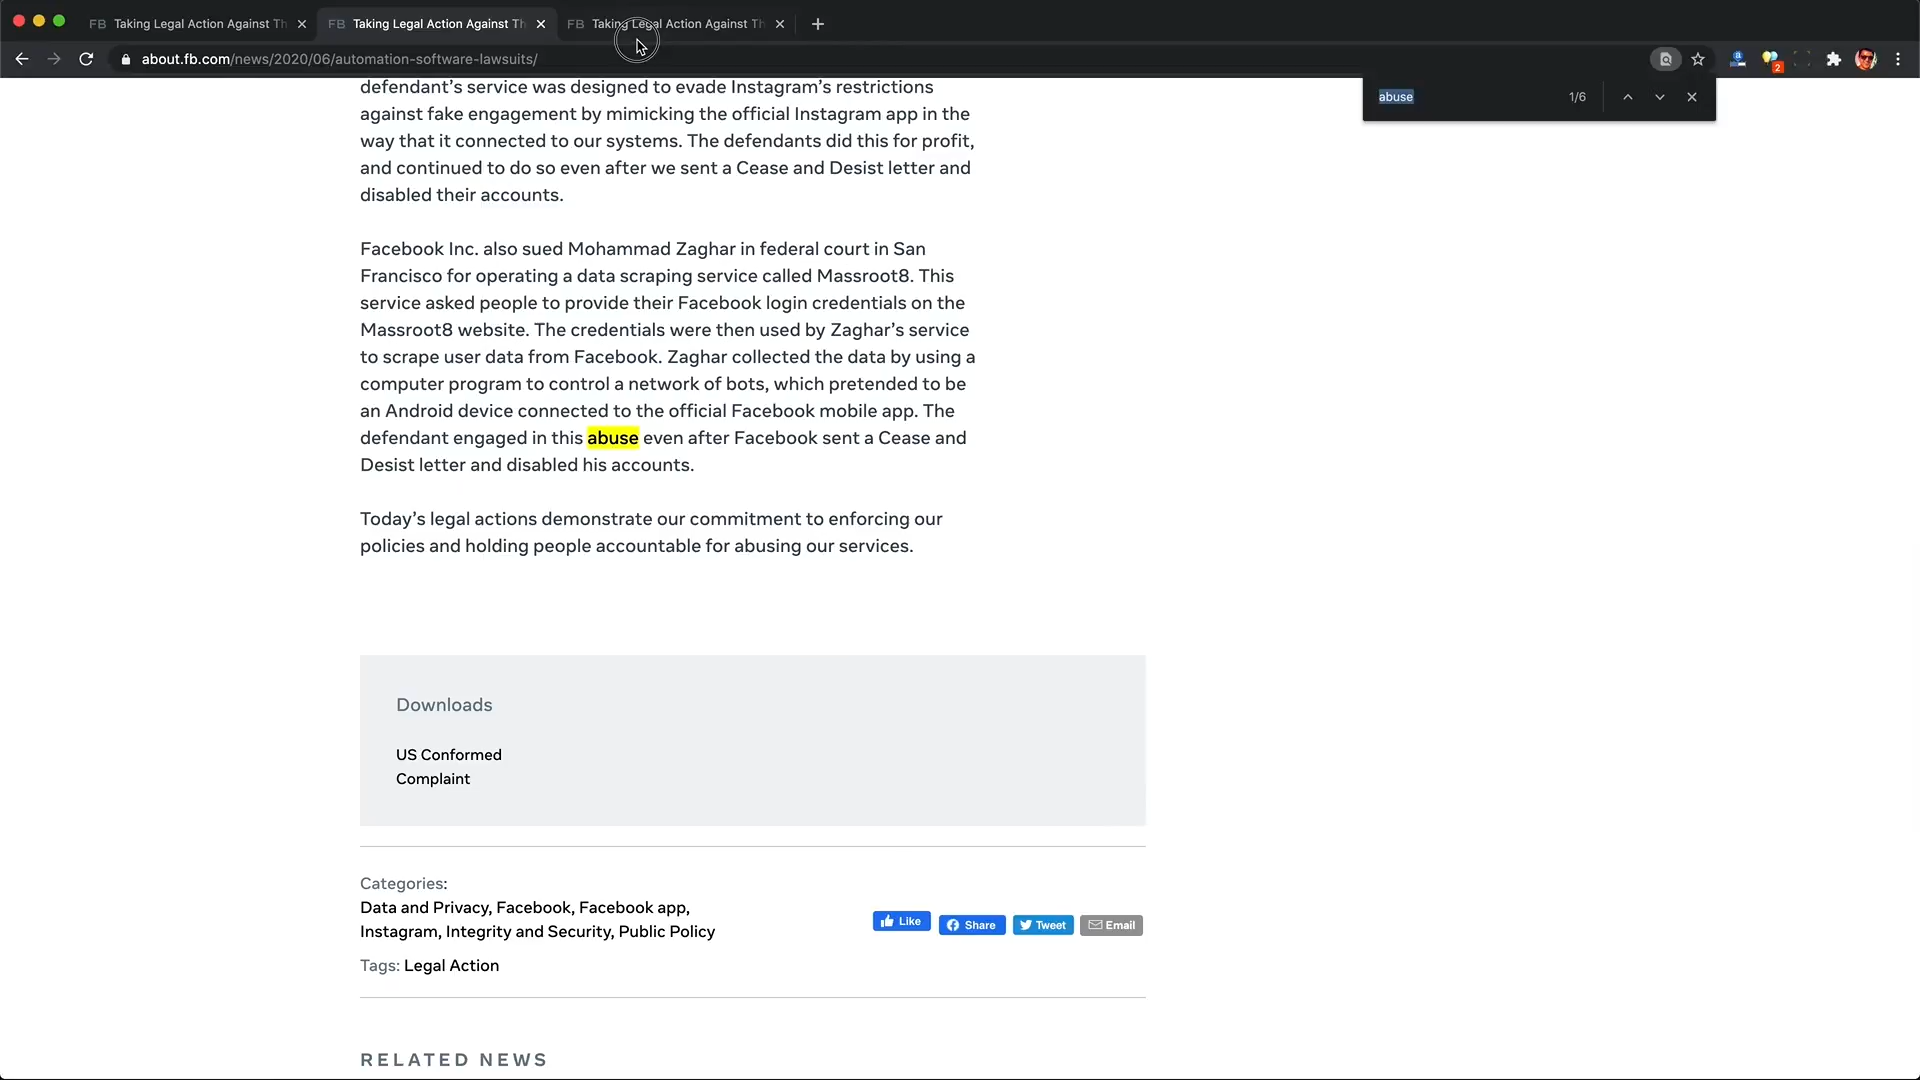 FB Taking Legal Action Against Th
FB Taking Legal Action Against Th
FB Taking Legal Action Against Th
about.fb.com/news/2020/06/automation-software-lawsuits/
2
abuse
1/6
defendant’s service was designed to evade Instagram’s restrictions
against fake engagement by mimicking the official Instagram app in the
way that it connected to our systems. The defendants did this for profit,
and continued to do so even after we sent a Cease and Desist letter and
disabled their accounts.
Facebook Inc. also sued Mohammad Zaghar in federal court in San
Francisco for operating a data scraping service called Massroot8. This
service asked people to provide their Facebook login credentials on the
Massroot8 website. The credentials were then used by Zaghar’s service
to scrape user data from Facebook. Zaghar collected the data by using a
computer program to control a network of bots, which pretended to be
an Android device connected to the official Facebook mobile app. The
defendant engaged in this abuse even after Facebook sent a Cease and
Desist letter and disabled his accounts.
Today’s legal actions demonstrate our commitment to enforcing our
policies and holding people accountable for abusing our services.
Downloads
US Conformed
Complaint
Categories:
Data and Privacy, Facebook, Facebook app,
Instagram, Integrity and Security, Public Policy
Like
Share
Tweet
Email
Tags: Legal Action
RELATED NEWS